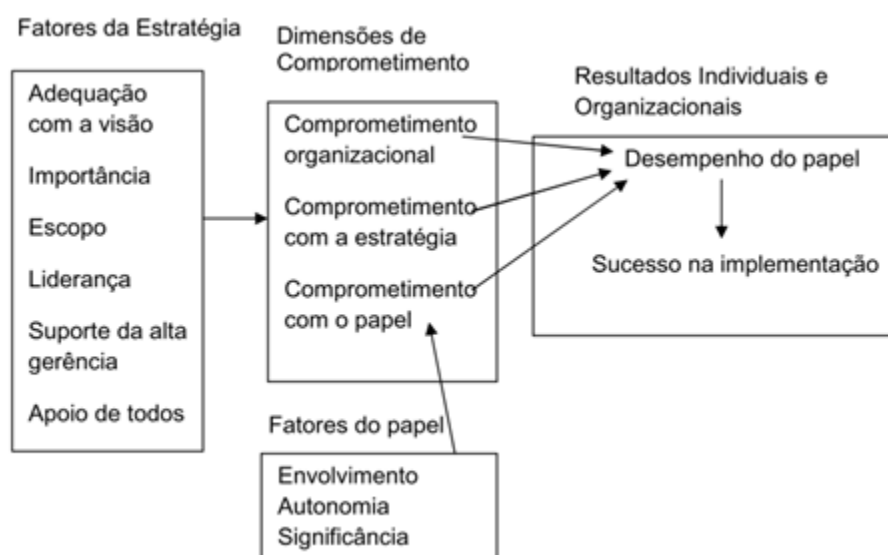 Fatores da Estratégia
Adequação
com a visão
Importância
Escopo
Liderança
Suporte da alta
gerência
Apoio de todos
Dimensões de
Comprometimento
Comprometimento
organizacional
Comprometimento
com a estratégia
Comprometimento
com o papel
Fatores do papel
Envolvimento
Autonomia
Significância
Resultados Individuais e
Organizacionais
Desempenho do papel
Sucesso na implementação